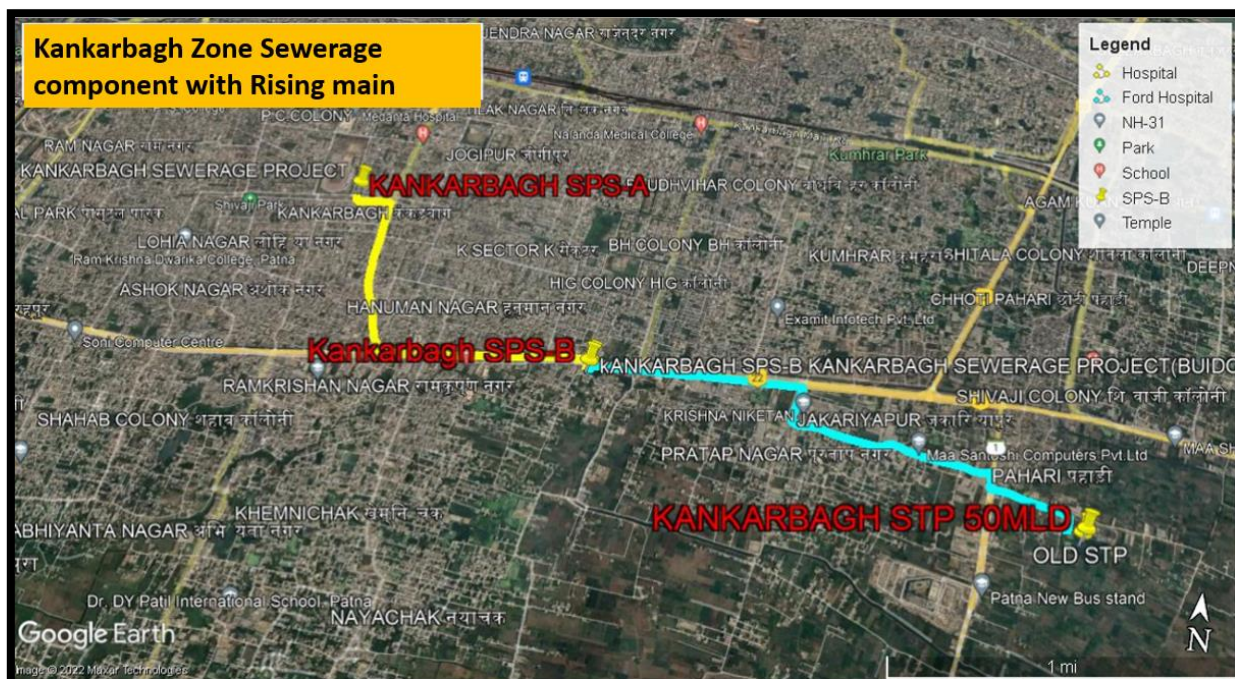 Kankarbagh Zone Sewerage
component with Rising main
JENDRA NAGAR राजेन्द्र नगर
Legend
Hospital
Ford Hospital
NH-31
Park
School
SPS-B
Temple
P.C.COLONY
Medanta Hospital
Nalanda Medical College
RAM NAGAR राम नगर
JOGIPUR जोगीपुर
Kumhrar Park
KANKARBAGH SEWERAGE PROJECT
KANKARBAGH SPS-A
Shivaji Park
KANKARBAGH कंकड़बाग
LOHIA NAGAR लोहिया नगर
K SECTOR K सेक्टर
BH COLONY BH कॉलोनी
KUMHRAR कुम्हरार
SHITALA COLONY शीतला कॉलोनी
DEEPN
Ram Krishna Dwarika College, Patna
HIG COLONY HIG कॉलोनी
ASHOK NAGAR अशोक नगर
CHHOTI PAHARI छोटी पहाड़ी
HANUMAN NAGAR हनुमान नगर
Examit Infotech Pvt. Ltd
Soni Computer Centre
Kankarbagh SPS-B
KANKARBAGH SPS-B KANKARBAGH SEWERAGE PROJECT(BUIDC
22
RAMKRISHAN NAGAR रामकृष्ण नगर
SHIVAJI COLONY शिवाजी कॉलोनी
SHAHAB COLONY शहाब कॉलोनी
KRISHNA NIKETAN
JAKARIYAPUR जकारियापुर
MAA SH
PRATAP NAGAR प्रताप नगर
Maa Santoshi Computers Pvt.Ltd
1
PAHARI पहाड़ी
KHEMNICHAK खेमनीचक
KANKARBAGH STP 50MLD
ABHIYANTA NAGAR अभियंता नगर
OLD STP
Dr. DY Patil International School, Patna
Patna New Bus stand
NAYACHAK नयाचक
Google Earth
N
Image © 2022 Maxar Technologies
1 mi